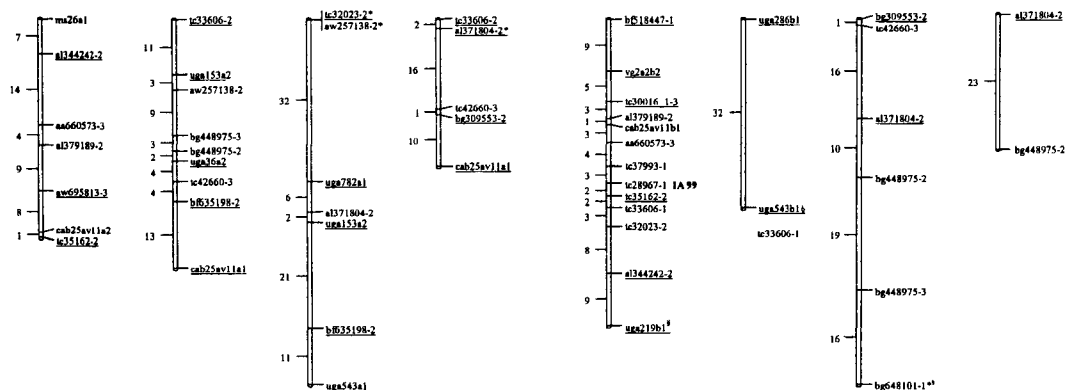 ms26a1
7
al344242-2
14
aa660573-3
4
al379189-2
9
aw695813-3
8
cab25av11a2
1
tc35162-2
tc33606-2
11
uga153a2
3
aw257138-2
9
bg448975-3
3
bg448975-2
2
uga36a2
4
tc42660-3
4
bf635198-2
13
cab25av11a1
tc32023-2*
aw257138-2*
32
uga782a1
6
al371804-2
2
uga153a2
21
bf635198-2
11
uga543a1
tc33606-2
2
al371804-2*
16
tc42660-3
1
bg309553-2
10
cab25av11a1
bf518447-1
9
vg2a2b2
5
tc30016_1-3
3
al379189-2
1
cab25av11b1
3
aa660573-3
4
tc37993-1
3
tc28967-1 1A 99
2
tc35162-2
2
tc33606-1
3
tc32023-2
8
al344242-2
9
uga219b1§
uga286b1
32
uga543b1§
tc33606-1
bg309553-2
1
tc42660-3
16
al371804-2
10
bg448975-2
19
bg448975-3
16
bg648101-1*§
al371804-2
23
bg448975-2